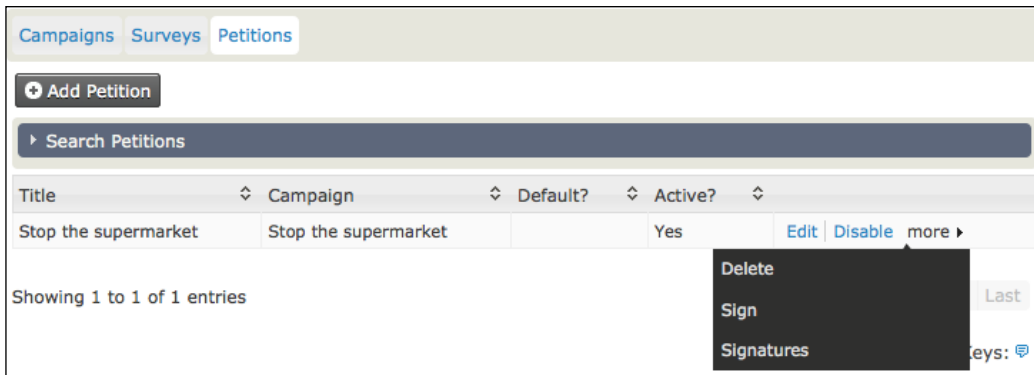 Campaigns Surveys Petitions
Add Petition
Search Petitions
Title Campaign Default? Active?
Stop the supermarket Stop the supermarket Yes Edit Disable more
Delete
Showing 1 to 1 of 1 entries Last
Sign
Signatures